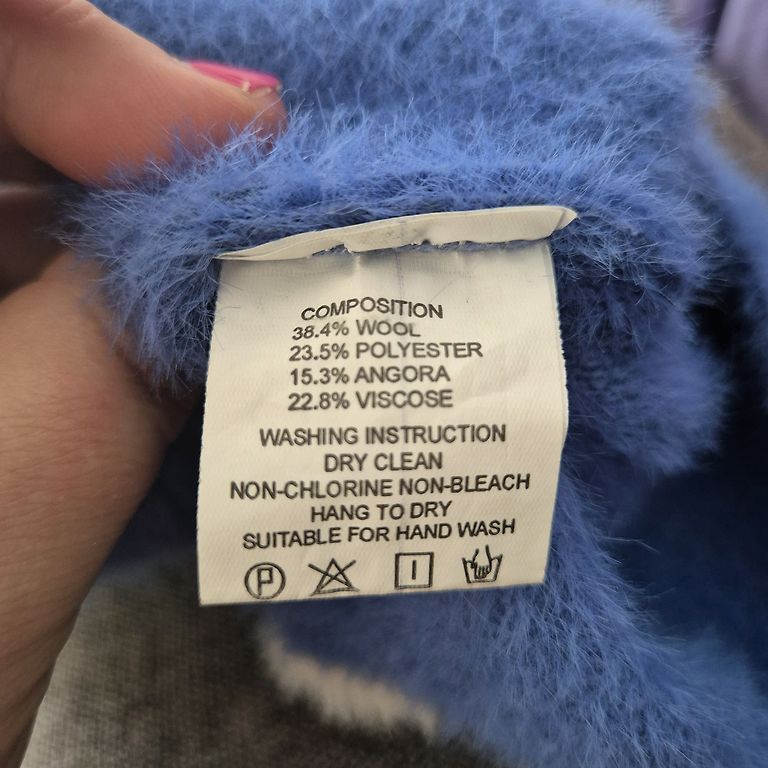 COMPOSITION
38.4% WOOL
23.5% POLYESTER
15.3% ANGORA
22.8% VISCOSE
WASHING INSTRUCTION
DRY CLEAN
NON-CHLORINE NON-BLEACH
HANG TO DRY
SUITABLE FOR HAND WASH
P